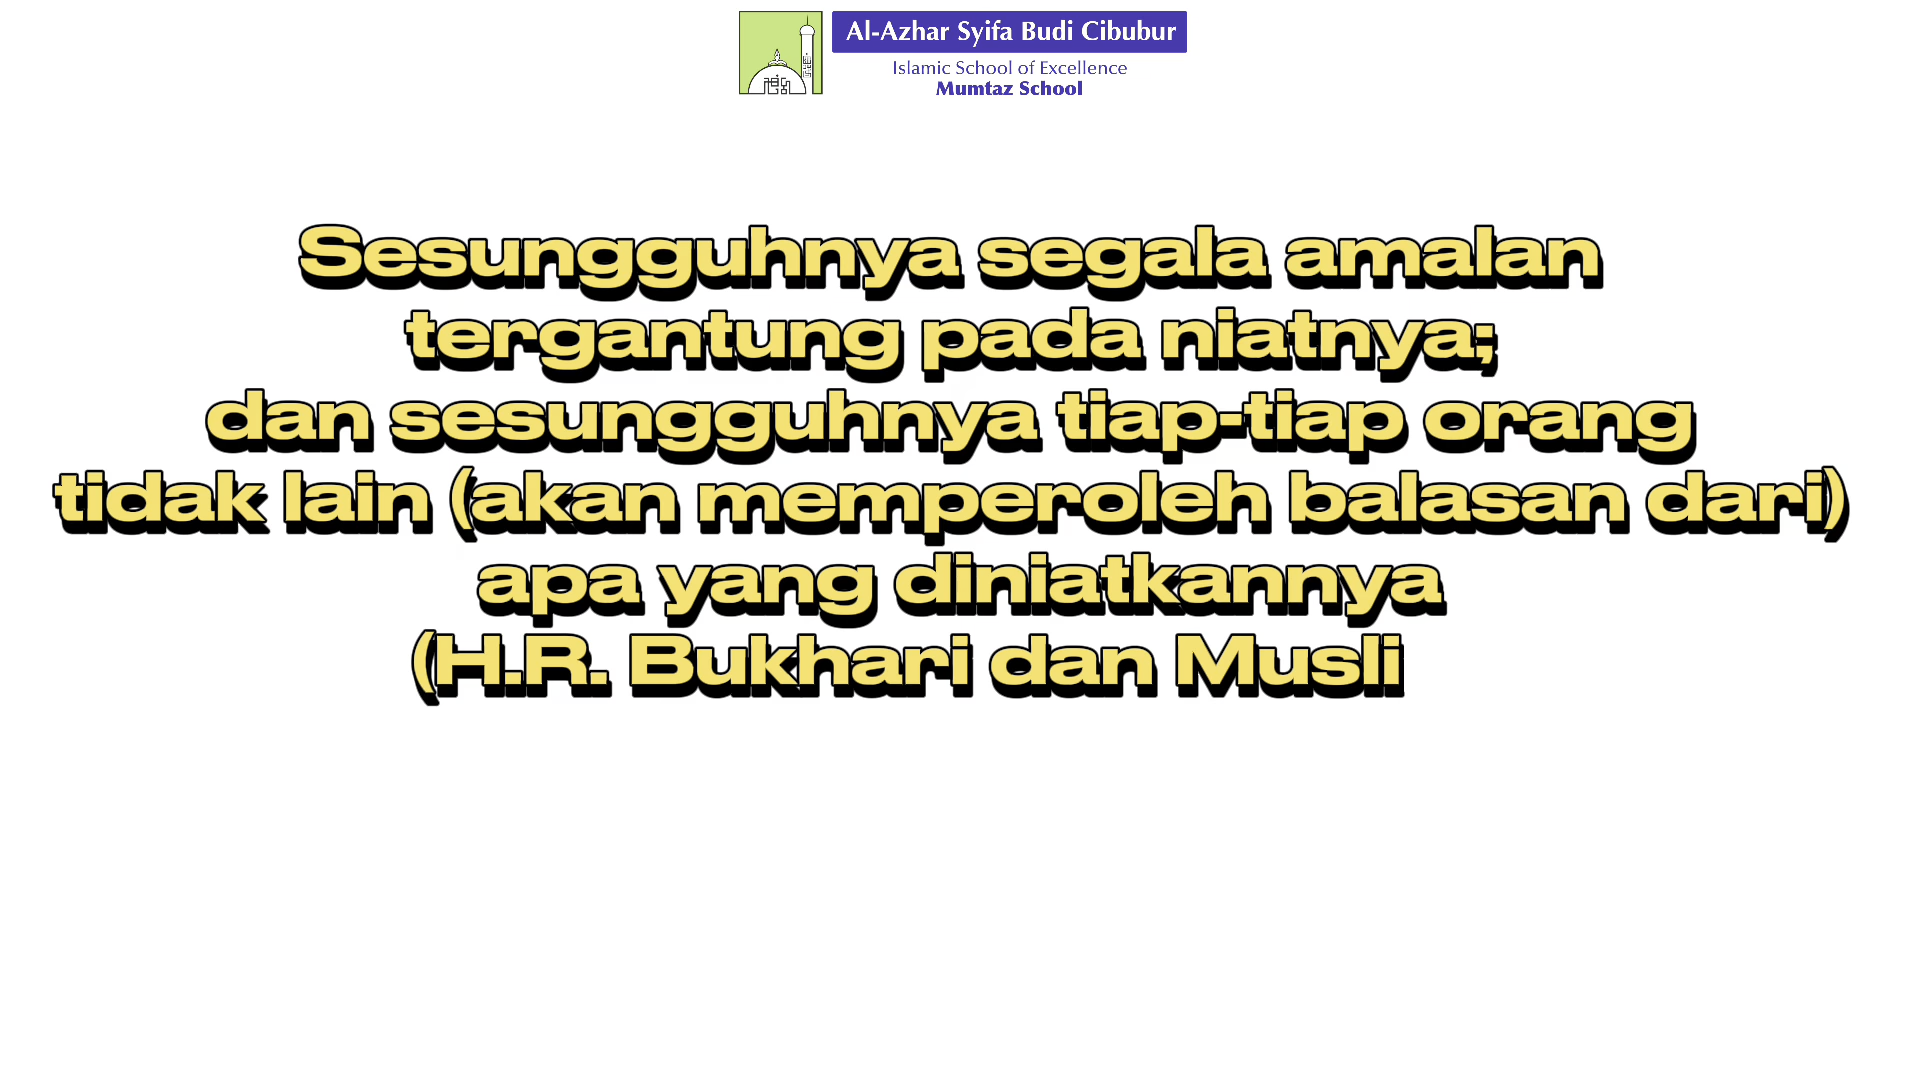 Al-Azhar Syifa Budi Cibubur
Islamic School of Excellence
Mumtaz School
Sesungguhnya segala amalan
tergantung pada niatnya;
dan sesungguhnya tiap-tiap orang
tidak lain (akan memperoleh balasan dari)
apa yang diniatkannya
(H.R. Bukhari dan Musli